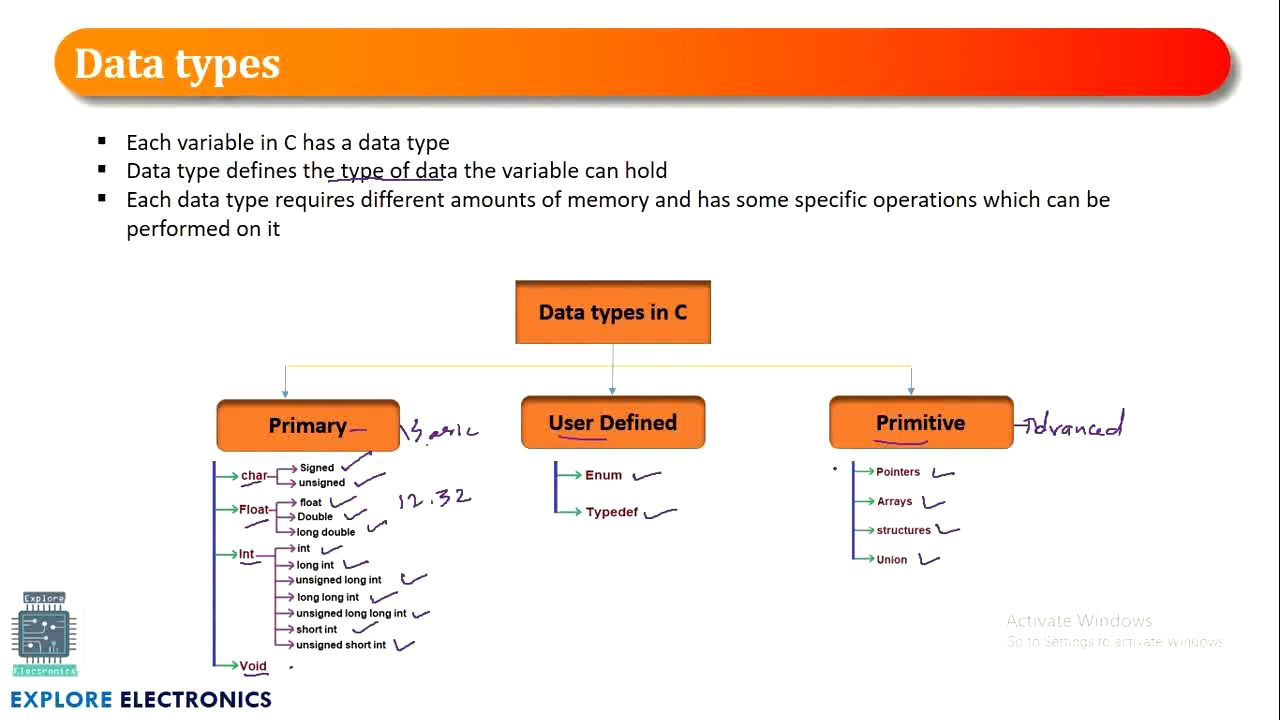 Data types
Each variable in C has a data type
Data type defines the type of data the variable can hold
Each data type requires different amounts of memory and has some specific operations which can be
performed on it
Data types in C
Primary
Basic
User Defined
Primitive
Advanced
char
Signed
unsigned
Float
float
Double
long double
12.32
Int
int
long int
unsigned long int
long long int
unsigned long long int
short int
unsigned short int
Void
Enum
Typedef
Pointers
Arrays
structures
Union
Explore
Electronics
EXPLORE ELECTRONICS
Activate Windows
Go to Settings to activate Windows